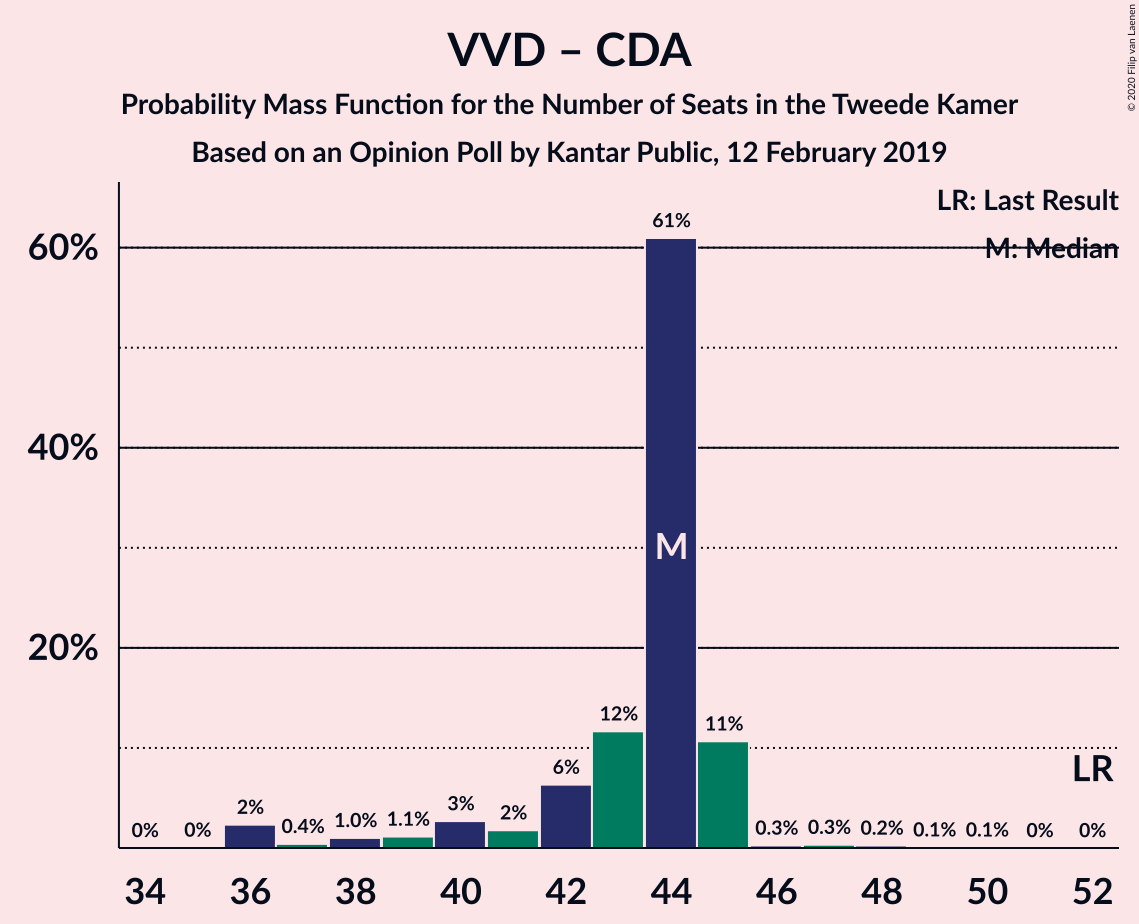 VVD – CDA
Probability Mass Function for the Number of Seats in the Tweede Kamer
Based on an Opinion Poll by Kantar Public, 12 February 2019
© 2020 Filip van Laenen
LR: Last Result
M: Median
60%
40%
20%
0% 0% 2% 0.4% 1.0% 1.1% 3% 2% 6% 12% 61% 11% 0.3% 0.3% 0.2% 0.1% 0.1% 0% 0%
M
LR
34 36 38 40 42 44 46 48 50 52